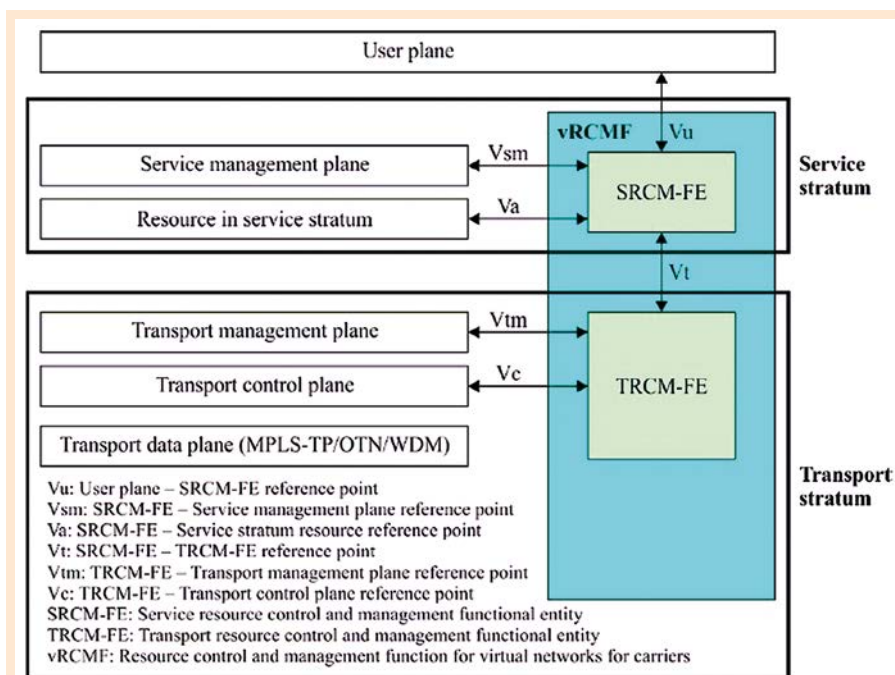 User plane
vRCMF
Vu
Service management plane
Vsm
SRCM-FE
Service
stratum
Resource in service stratum
Va
Vt
Transport management plane
Vtm
Transport control plane
Vc
TRCM-FE
Transport data plane (MPLS-TP/OTN/WDM)
Transport
stratum
Vu: User plane – SRCM-FE reference point
Vsm: SRCM-FE – Service management plane reference point
Va: SRCM-FE – Service stratum resource reference point
Vt: SRCM-FE – TRCM-FE reference point
Vtm: TRCM-FE – Transport management plane reference point
Vc: TRCM-FE – Transport control plane reference point
SRCM-FE: Service resource control and management functional entity
TRCM-FE: Transport resource control and management functional entity
vRCMF: Resource control and management function for virtual networks for carriers